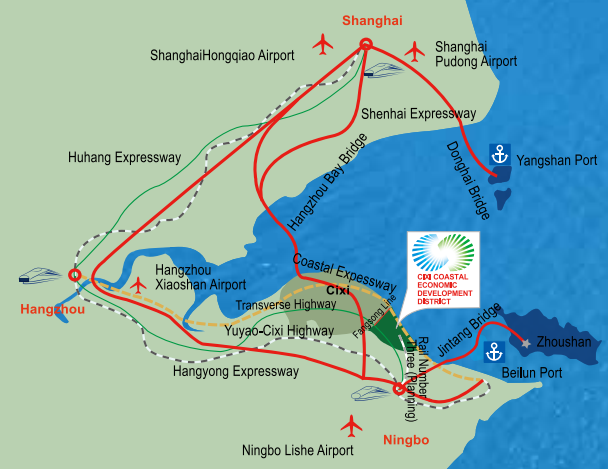 Shanghai
ShanghaiHongqiao Airport
Shanghai
Pudong Airport
Shenhai Expressway
Huhang Expressway
Donghai Bridge
Yangshan Port
Hangzhou Bay Bridge
CIXI COASTAL
ECONOMIC
DEVELOPMENT
DISTRICT
Coastal Expessway
Hangzhou
Xiaoshan Airport
Cixi
Hangzhou
Transverse Highway
Fangsong Line
Yuyao-Cixi Highway
Jintang Bridge
Zhoushan
Rail Number
Three (Planning)
Hangyong Expressway
Beilun Port
Ningbo
Ningbo Lishe Airport